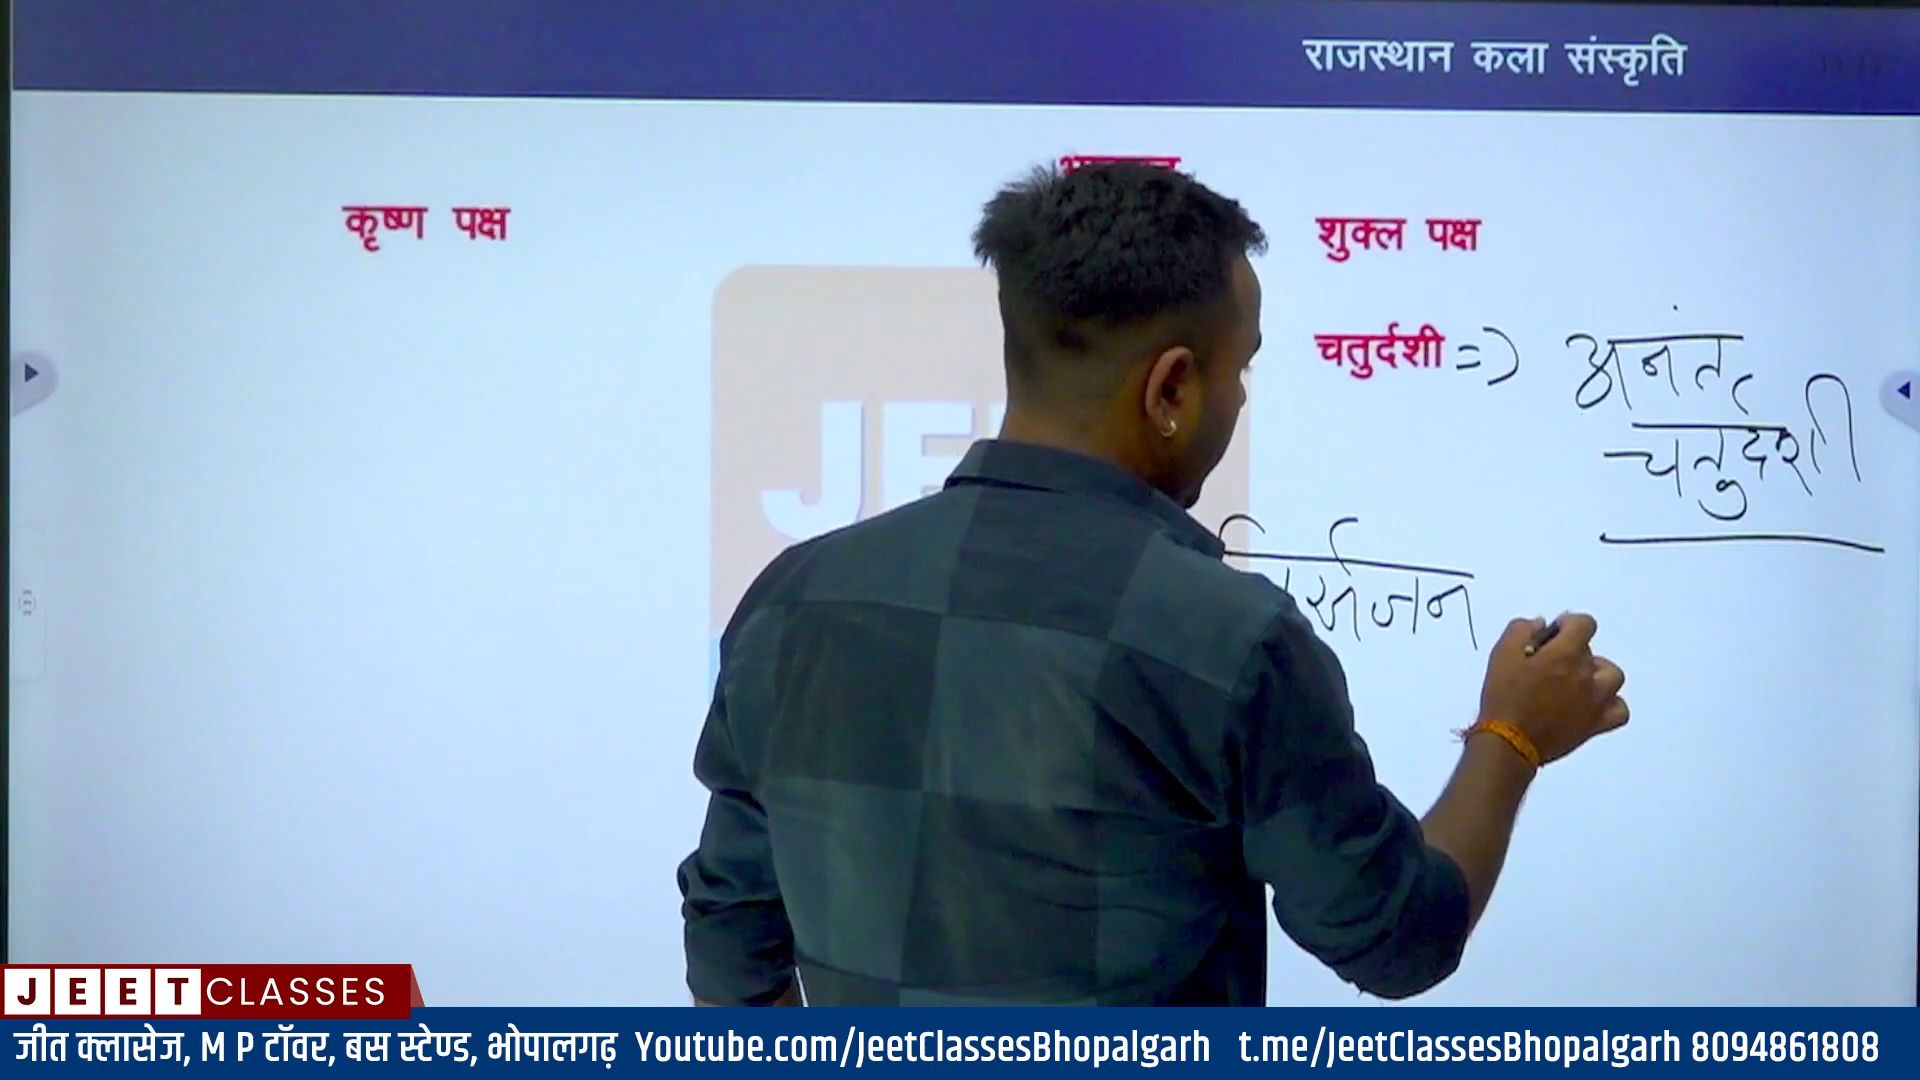 राजस्थान कला संस्कृति
कृष्ण पक्ष
शुक्ल पक्ष
चतुर्दशी => अनंत
चतुर्दशी
JEET CLASSES
जीत क्लासेज, M P टॉवर, बस स्टेण्ड, भोपालगढ़ Youtube.com/JeetClassesBhopalgarh t.me/JeetClassesBhopalgarh 8094861808